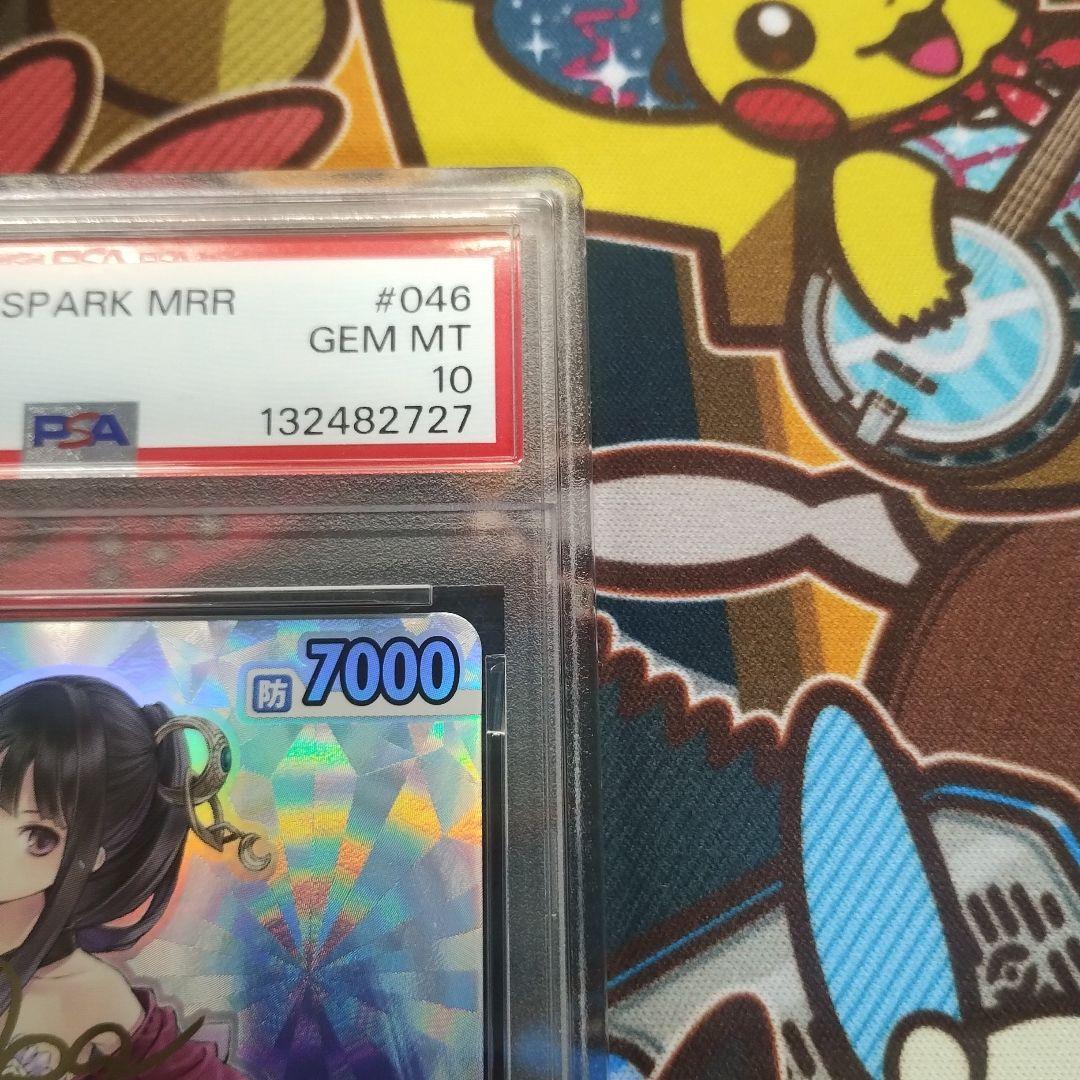 SPARK MRR #046
GEM MT
10
PSA 132482727
防 7000